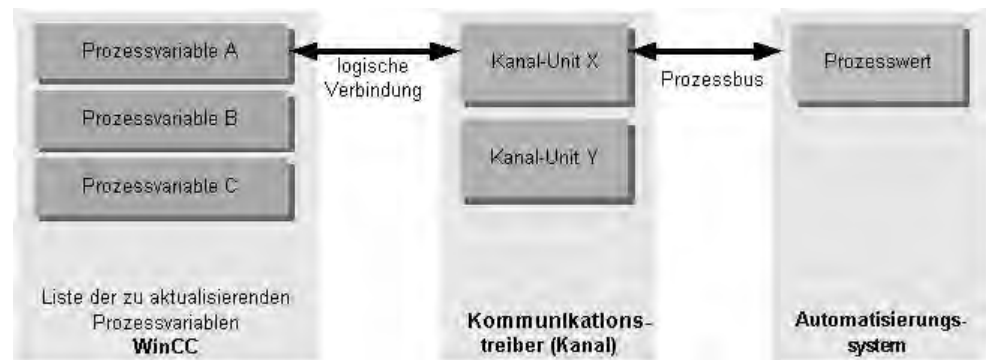 Prozessvariable A
logische
Verbindung
Kanal-Unit X
Prozessbus
Prozesswert
Prozessvariable B
Prozessvariable C
Kanal-Unit Y
Liste der zu aktualisierenden
Prozessvariablen
WinCC
Kommunikations-
treiber (Kanal)
Automatisierungs-
system